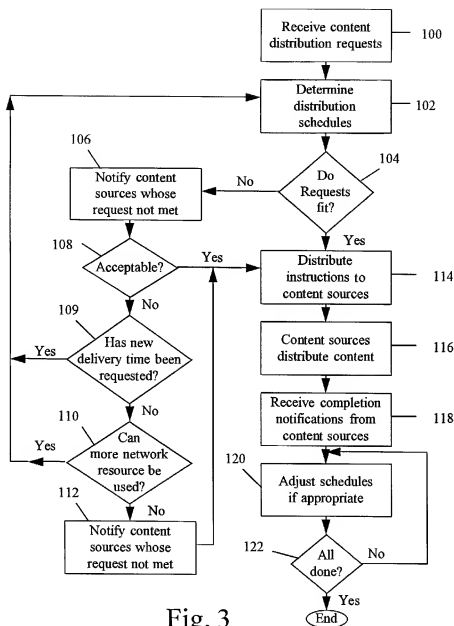 Receive content
distribution requests
100
Determine
distribution
schedules
102
106
Notify content
sources whose
request not met
No
Do
Requests
fit?
104
Yes
108
Acceptable?
Yes
No
Distribute
instructions to
content sources
114
109
Has new
delivery time been
requested?
Yes
No
Content sources
distribute content
116
Receive completion
notifications from
content sources
118
110
Can
more network
resource be
used?
Yes
No
120
Adjust schedules
if appropriate
112
Notify content
sources whose
request not met
122
All
done?
No
Yes
End
Fig. 3